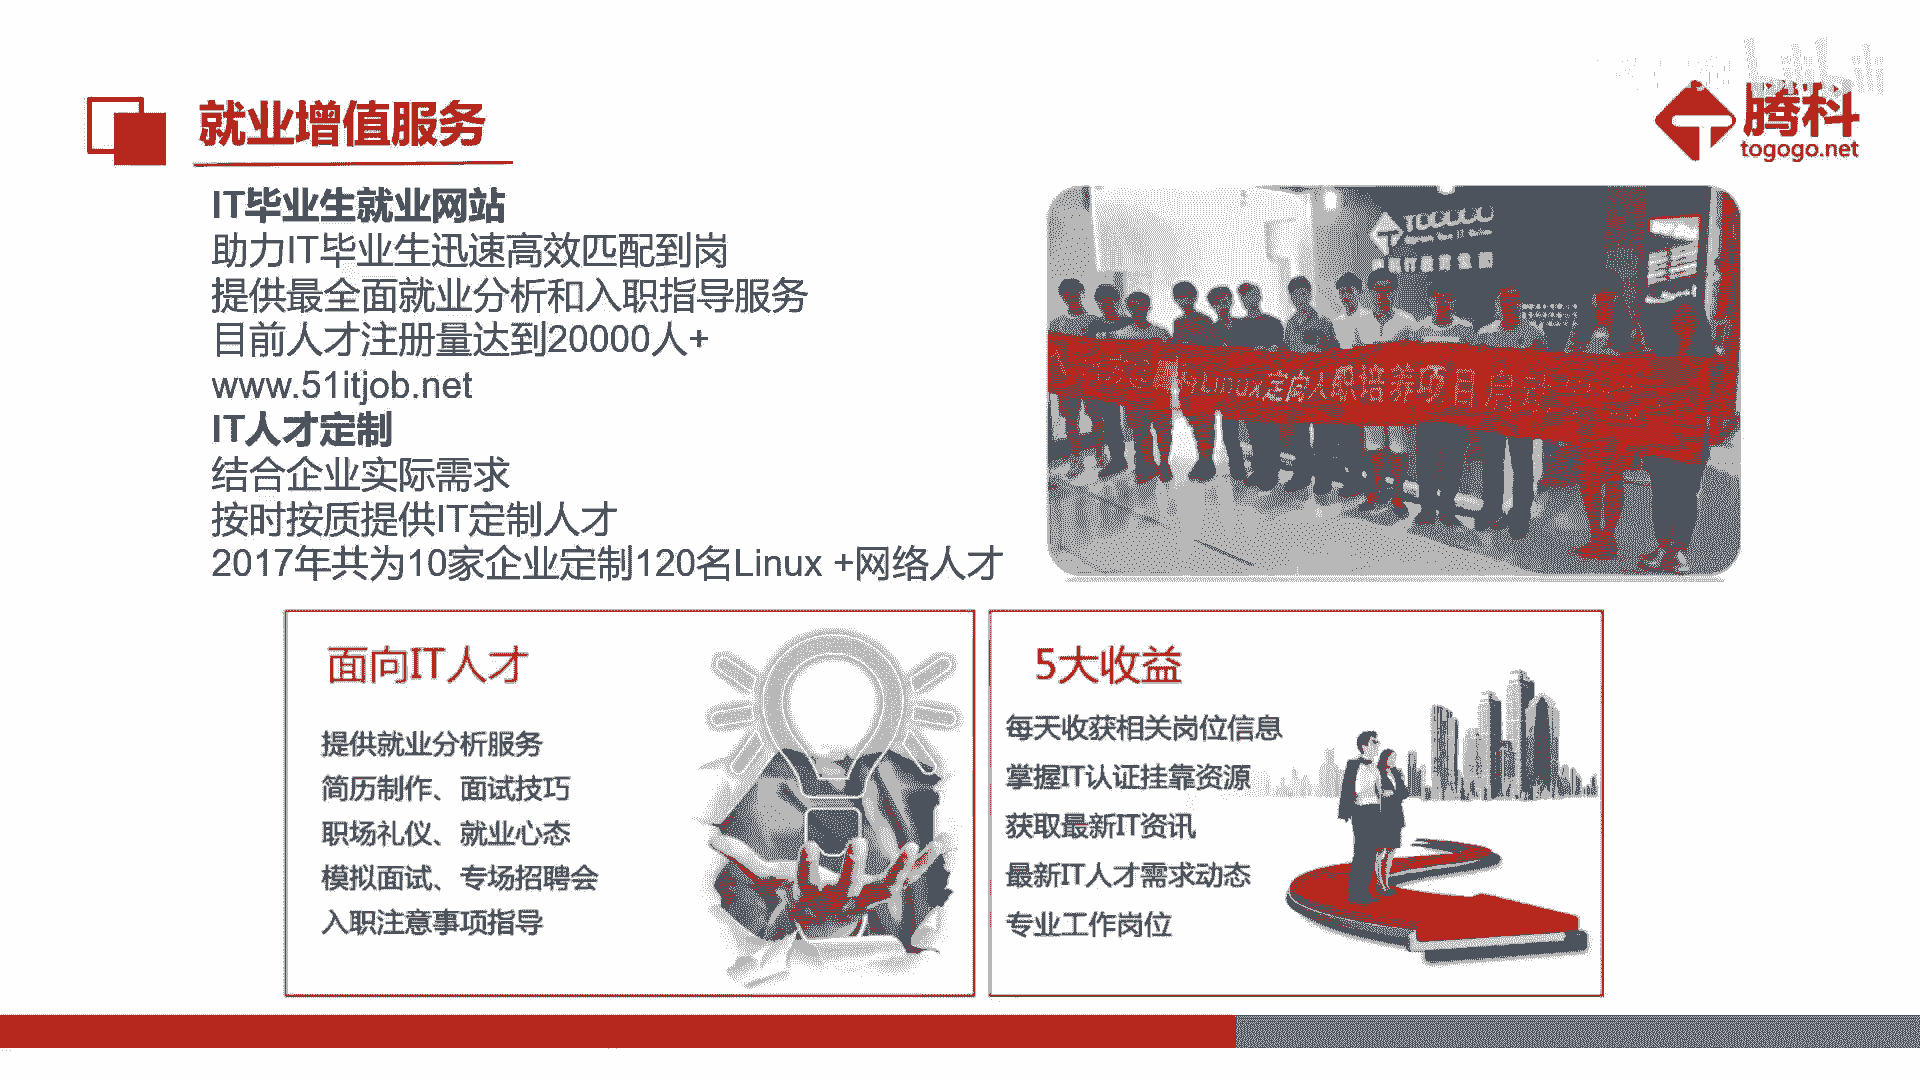 就业增值服务
腾科
togogo.net
IT毕业生就业网站
助力IT毕业生迅速高效匹配到岗
提供最全面就业分析和入职指导服务
目前人才注册量达到20000人+
www.51itjob.net
IT人才定制
结合企业实际需求
按时按质提供IT定制人才
2017年共为10家企业定制120名Linux +网络人才
TOGOGO
Linux定向入职培养项目启
面向IT人才
提供就业分析服务
简历制作、面试技巧
职场礼仪、就业心态
模拟面试、专场招聘会
入职注意事项指导
5大收益
每天收获相关岗位信息
掌握IT认证挂靠资源
获取最新IT资讯
最新IT人才需求动态
专业工作岗位